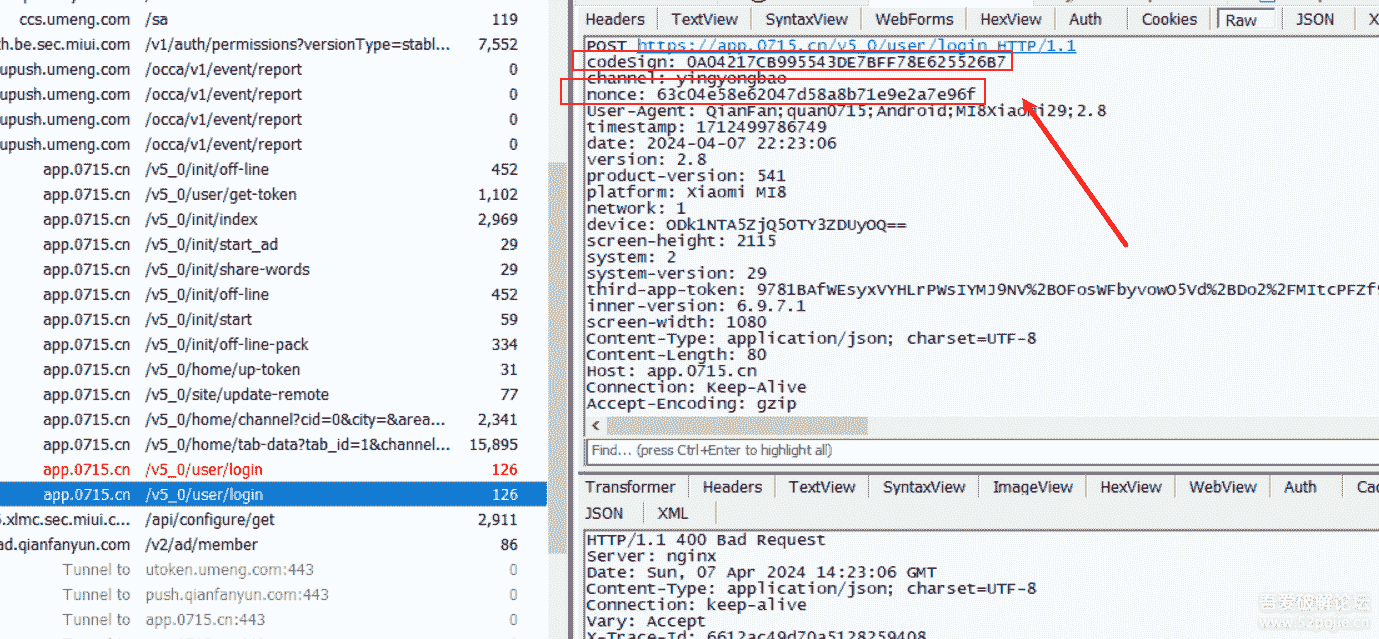 ccs.umeng.com /sa 119
th.be.sec.miui.com /v1/auth/permissions?versionType=stabl... 7,552
upush.umeng.com /occa/v1/event/report 0
upush.umeng.com /occa/v1/event/report 0
upush.umeng.com /occa/v1/event/report 0
upush.umeng.com /occa/v1/event/report 0
app.0715.cn /v5_0/init/off-line 452
app.0715.cn /v5_0/user/get-token 1,102
app.0715.cn /v5_0/init/index 2,969
app.0715.cn /v5_0/init/start_ad 29
app.0715.cn /v5_0/init/share-words 29
app.0715.cn /v5_0/init/off-line 452
app.0715.cn /v5_0/init/start 59
app.0715.cn /v5_0/init/off-line-pack 334
app.0715.cn /v5_0/home/up-token 31
app.0715.cn /v5_0/site/update-remote 77
app.0715.cn /v5_0/home/channel?cid=0&city=&area... 2,341
app.0715.cn /v5_0/home/tab-data?tab_id=1&channel... 15,895
app.0715.cn /v5_0/user/login 126
app.0715.cn /v5_0/user/login 126
.xlmc.sec.miui.c... /api/configure/get 2,911
ad.qianfanyun.com /v2/ad/member 86
Tunnel to utoken.umeng.com:443 0
Tunnel to push.qianfanyun.com:443 0
Tunnel to app.0715.cn:443 0
Headers TextView SyntaxView WebForms HexView Auth Cookies Raw JSON X
POST https://app.0715.cn/v5_0/user/login HTTP/1.1
codeSign: 0A04217CB995543DE7BFF78E625526B7
channel: yingyongbao
nonce: 63c04e58e62047d58a8b71e9e2a7e96f
User-Agent: QianFan;quan0715;Android;MI8Xiaomi29;2.8
timestamp: 1712499786749
date: 2024-04-07 22:23:06
version: 2.8
product-version: 541
platform: Xiaomi MI8
network: 1
device: ODk1NTA5ZjQ5OTY3ZDUyOQ==
screen-height: 2115
system: 2
system-version: 29
third-app-token: 9781BAfWEsyxVYHLrPWsIYMJ9NV%2BOFosWFbyvowO5Vd%2BDo2%2FMItcPFZf9
inner-version: 6.9.7.1
screen-width: 1080
Content-Type: application/json; charset=UTF-8
Content-Length: 80
Host: app.0715.cn
Connection: Keep-Alive
Accept-Encoding: gzip
Find... (press Ctrl+Enter to highlight all)
Transformer Headers TextView SyntaxView ImageView HexView WebView Auth Cac
JSON XML
HTTP/1.1 400 Bad Request
Server: nginx
Date: Sun, 07 Apr 2024 14:23:06 GMT
Content-Type: application/json; charset=UTF-8
Connection: keep-alive
Vary: Accept
X-Trace-Id: 6612ac49d70a5128259408
吾爱破解论坛
www.52pojie.cn